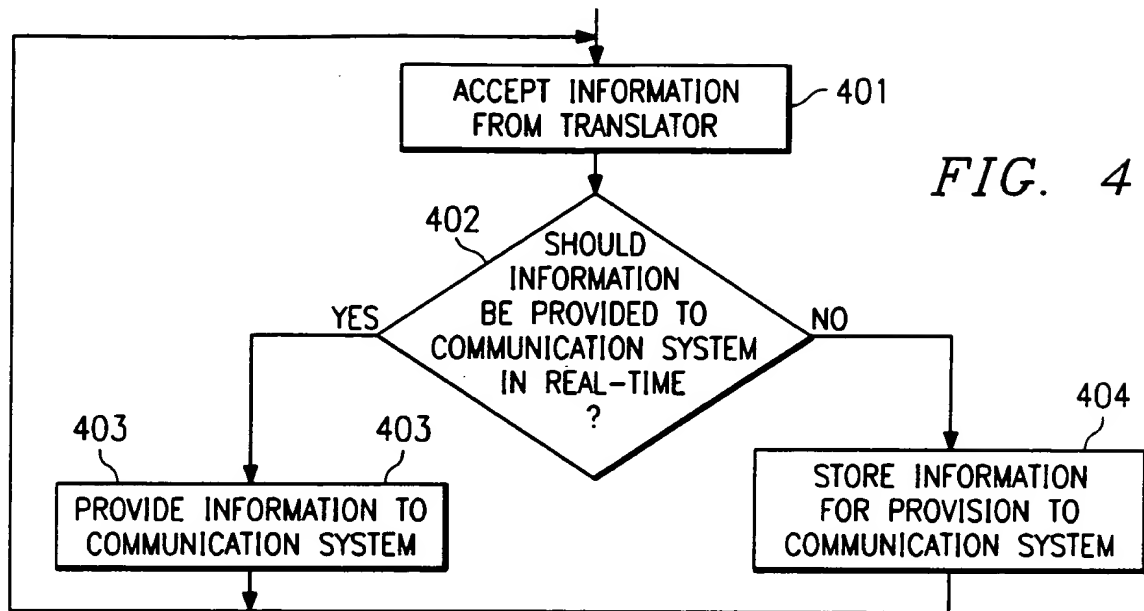 ACCEPT INFORMATION
FROM TRANSLATOR
401
FIG. 4
402
SHOULD
INFORMATION
BE PROVIDED TO
COMMUNICATION SYSTEM
IN REAL-TIME
?
YES
NO
403
403
PROVIDE INFORMATION TO
COMMUNICATION SYSTEM
404
STORE INFORMATION
FOR PROVISION TO
COMMUNICATION SYSTEM